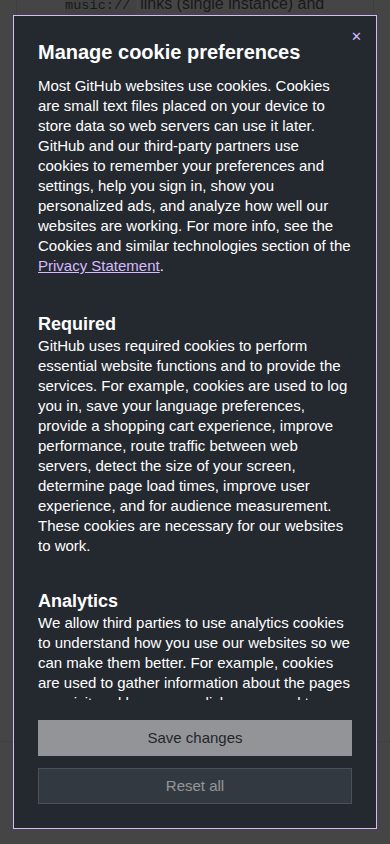 music:// links (single instance) and
×
Manage cookie preferences
Most GitHub websites use cookies. Cookies
are small text files placed on your device to
store data so web servers can use it later.
GitHub and our third-party partners use
cookies to remember your preferences and
settings, help you sign in, show you
personalized ads, and analyze how well our
websites are working. For more info, see the
Cookies and similar technologies section of the
Privacy Statement.
Required
GitHub uses required cookies to perform
essential website functions and to provide the
services. For example, cookies are used to log
you in, save your language preferences,
provide a shopping cart experience, improve
performance, route traffic between web
servers, detect the size of your screen,
determine page load times, improve user
experience, and for audience measurement.
These cookies are necessary for our websites
to work.
Analytics
We allow third parties to use analytics cookies
to understand how you use our websites so we
can make them better. For example, cookies
are used to gather information about the pages
Save changes
Reset all